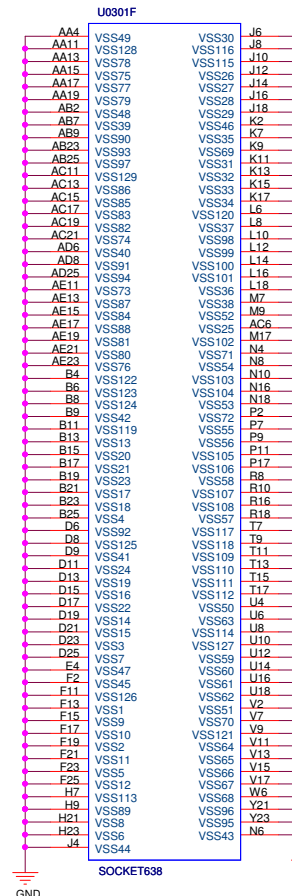 U0301F
AA4 VSS49 VSS30 J6
AA11 VSS128 VSS116 J8
AA13 VSS78 VSS115 J10
AA15 VSS75 VSS26 J12
AA17 VSS77 VSS27 J14
AA19 VSS79 VSS28 J16
AB2 VSS48 VSS29 J18
AB7 VSS39 VSS46 K2
AB9 VSS90 VSS35 K7
AB23 VSS93 VSS69 K9
AB25 VSS97 VSS31 K11
AC11 VSS129 VSS32 K13
AC13 VSS86 VSS33 K15
AC15 VSS85 VSS34 K17
AC17 VSS83 VSS120 L6
AC19 VSS82 VSS37 L8
AC21 VSS74 VSS98 L10
AD6 VSS40 VSS99 L12
AD8 VSS91 VSS100 L14
AD25 VSS94 VSS101 L16
AE11 VSS73 VSS36 L18
AE13 VSS87 VSS38 M7
AE15 VSS84 VSS52 M9
AE17 VSS88 VSS25 AC6
AE19 VSS81 VSS102 M17
AE21 VSS80 VSS71 N4
AE23 VSS76 VSS54 N8
B4 VSS122 VSS103 N10
B6 VSS123 VSS104 N16
B8 VSS124 VSS53 N18
B9 VSS42 VSS72 P2
B11 VSS119 VSS55 P7
B13 VSS13 VSS56 P9
B15 VSS20 VSS105 P11
B17 VSS21 VSS106 P17
B19 VSS23 VSS58 R8
B21 VSS17 VSS107 R10
B23 VSS18 VSS108 R16
B25 VSS4 VSS57 R18
D6 VSS92 VSS117 T7
D8 VSS125 VSS118 T9
D9 VSS41 VSS109 T11
D11 VSS24 VSS110 T13
D13 VSS19 VSS111 T15
D15 VSS16 VSS112 T17
D17 VSS22 VSS50 U4
D19 VSS14 VSS63 U6
D21 VSS15 VSS114 U8
D23 VSS3 VSS127 U10
D25 VSS7 VSS59 U12
E4 VSS47 VSS60 U14
F2 VSS45 VSS61 U16
F11 VSS126 VSS62 U18
F13 VSS1 VSS51 V2
F15 VSS9 VSS70 V7
F17 VSS10 VSS121 V9
F19 VSS2 VSS64 V11
F21 VSS11 VSS65 V13
F23 VSS5 VSS66 V15
F25 VSS12 VSS67 V17
H7 VSS113 VSS68 W6
H9 VSS89 VSS96 Y21
H21 VSS8 VSS95 Y23
H23 VSS6 VSS43 N6
J4 VSS44
SOCKET638
GND